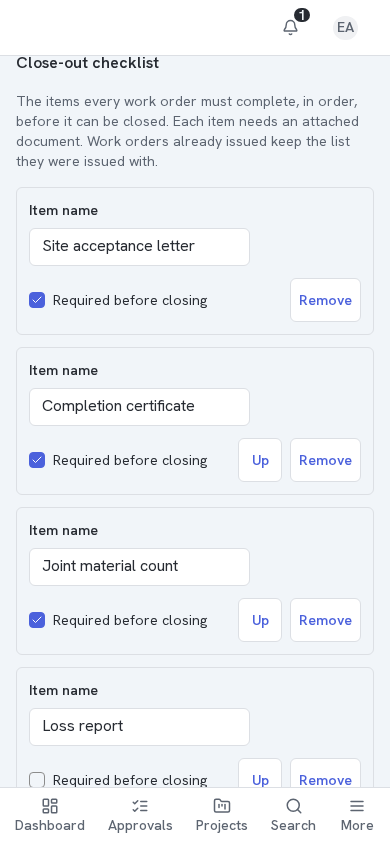 1
EA
Close-out checklist
The items every work order must complete, in order,
before it can be closed. Each item needs an attached
document. Work orders already issued keep the list
they were issued with.
Item name
Site acceptance letter
Required before closing
Remove
Item name
Completion certificate
Required before closing
Up
Remove
Item name
Joint material count
Required before closing
Up
Remove
Item name
Loss report
Required before closing
Up
Remove
Dashboard
Approvals
Projects
Search
More